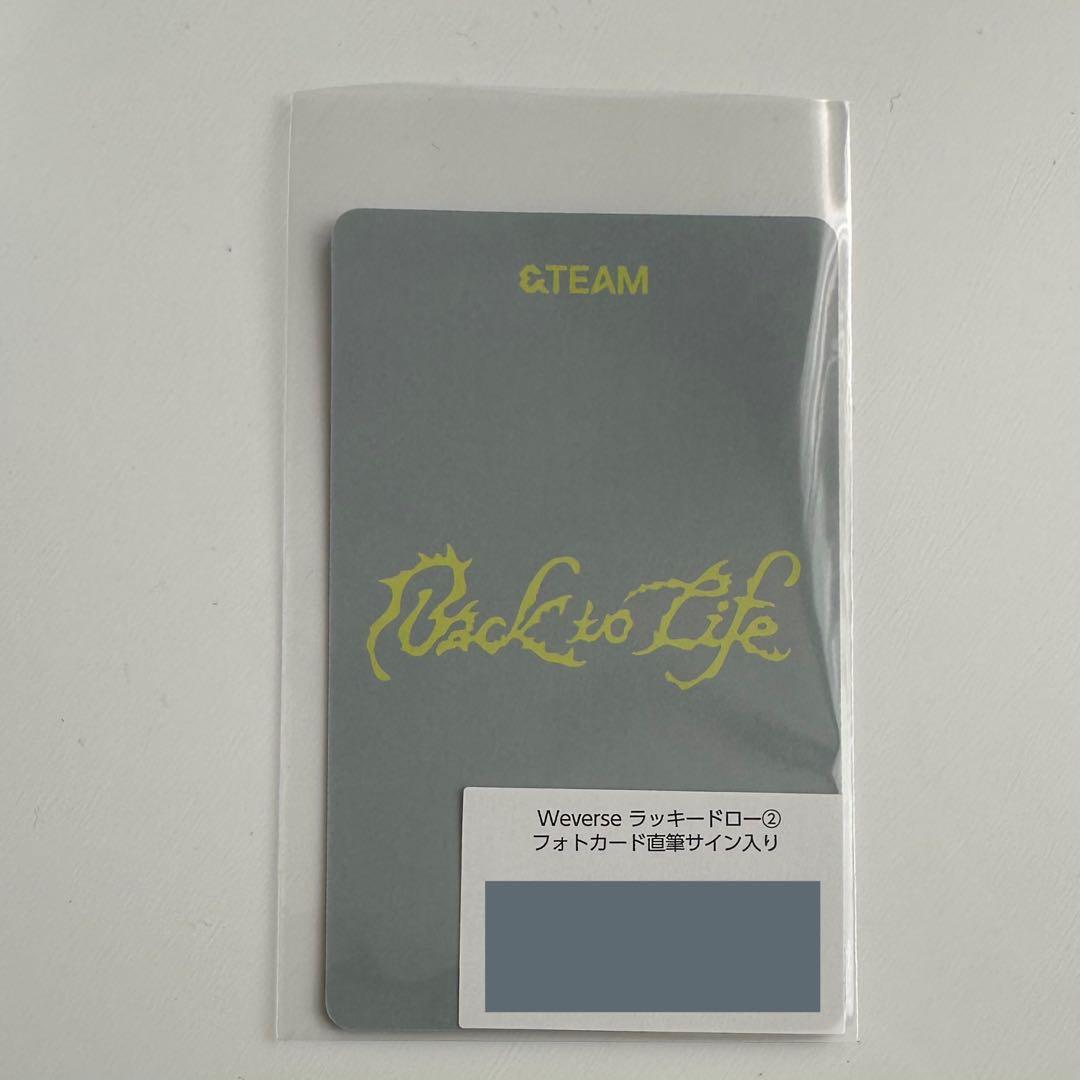 &TEAM
Back to Life
Weverse ラッキードロー②
フォトカード直筆サイン入り